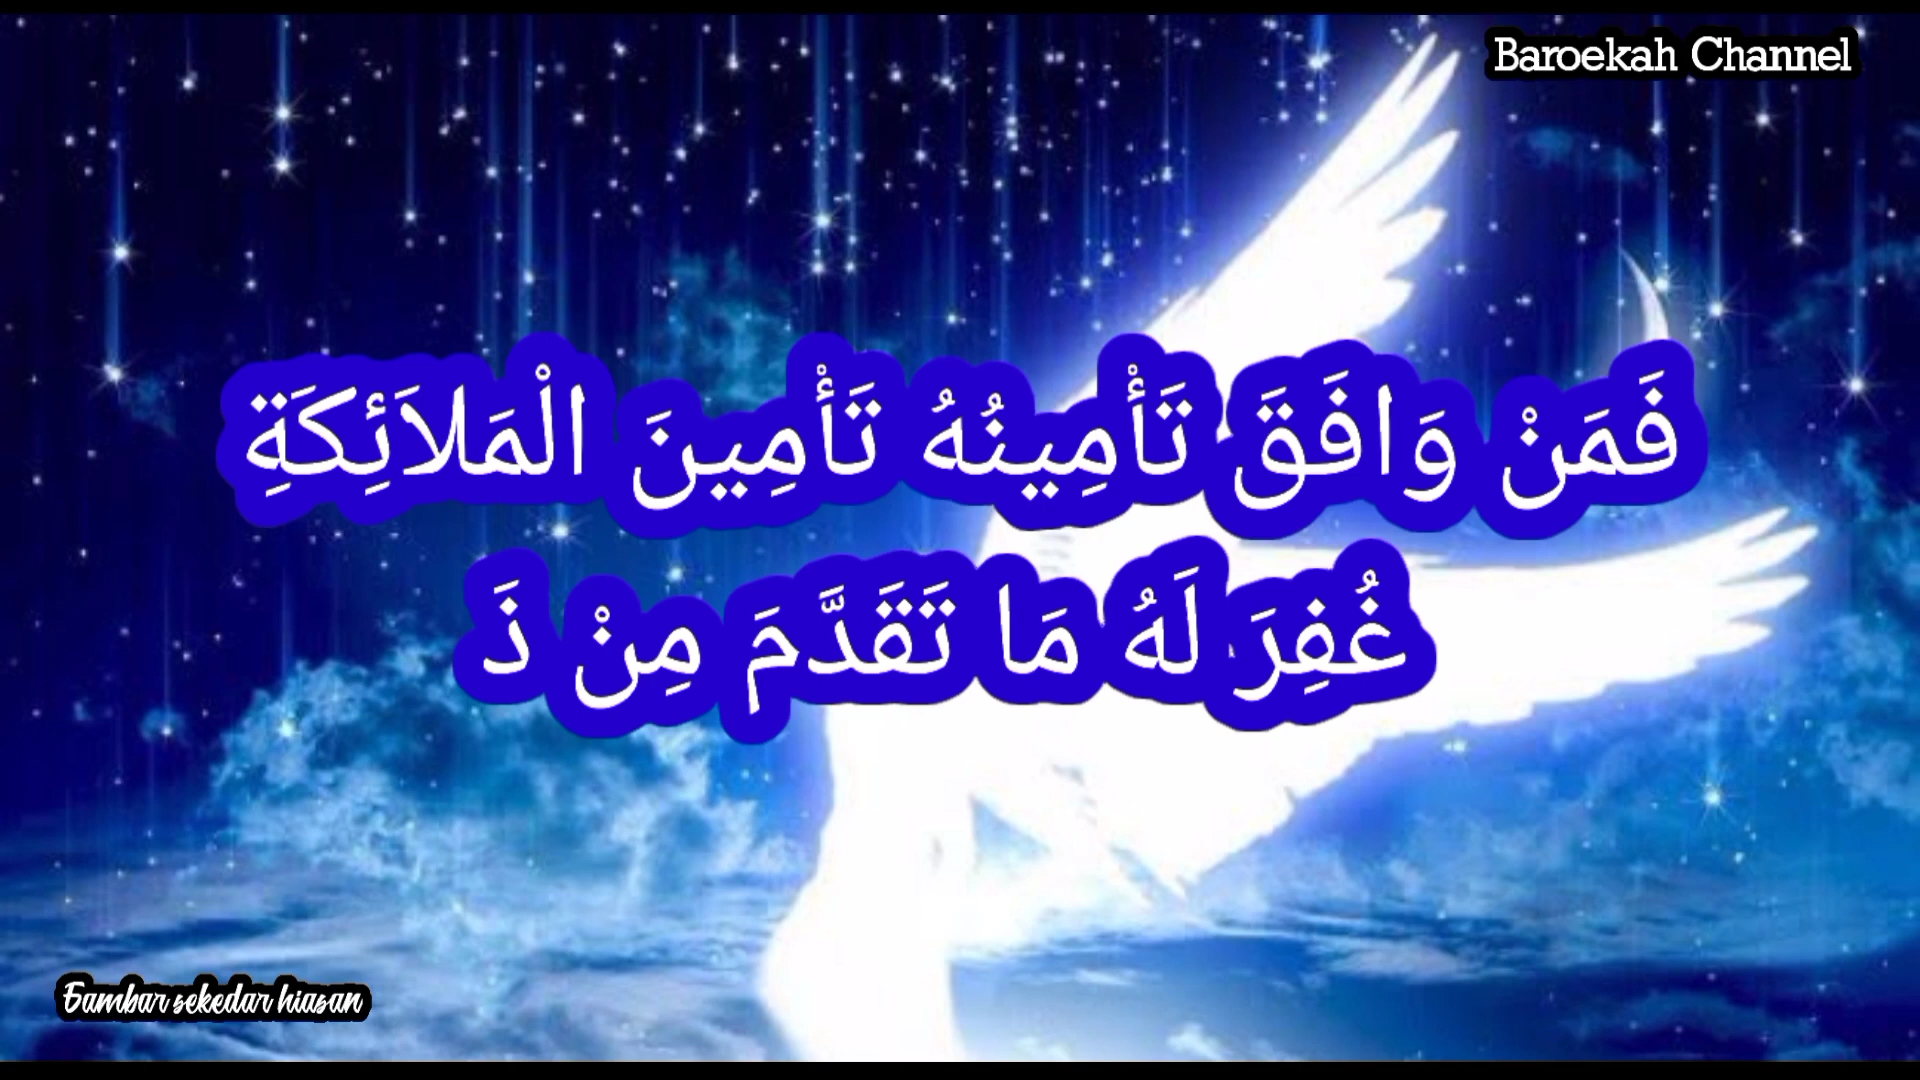 Baroekah Channel
فَمَنْ وَافَقَ تَأْمِينُهُ تَأْمِينَ الْمَلاَئِكَةِ
غُفِرَ لَهُ مَا تَقَدَّمَ مِنْ ذَ
Gambar sekedar hiasan